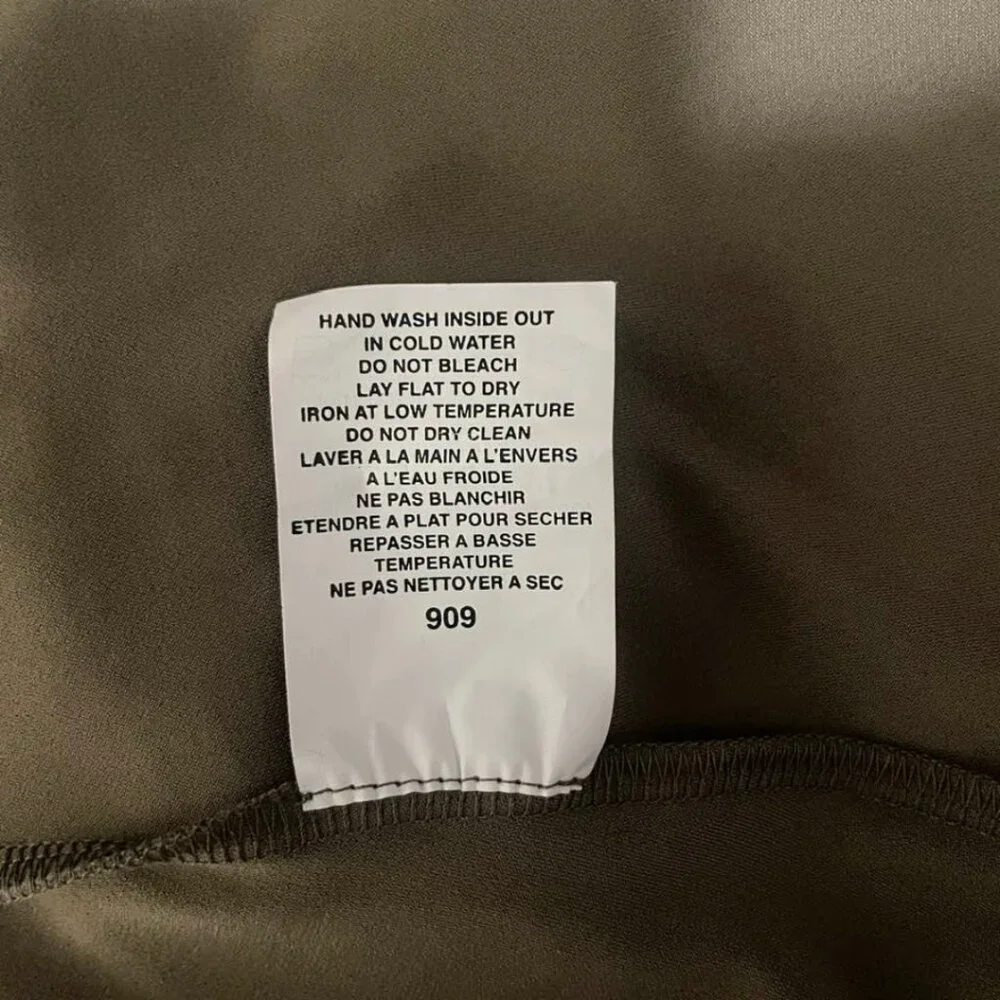 HAND WASH INSIDE OUT
IN COLD WATER
DO NOT BLEACH
LAY FLAT TO DRY
IRON AT LOW TEMPERATURE
DO NOT DRY CLEAN
LAVER A LA MAIN A L'ENVERS
A L'EAU FROIDE
NE PAS BLANCHIR
ETENDRE A PLAT POUR SECHER
REPASSER A BASSE
TEMPERATURE
NE PAS NETTOYER A SEC
909